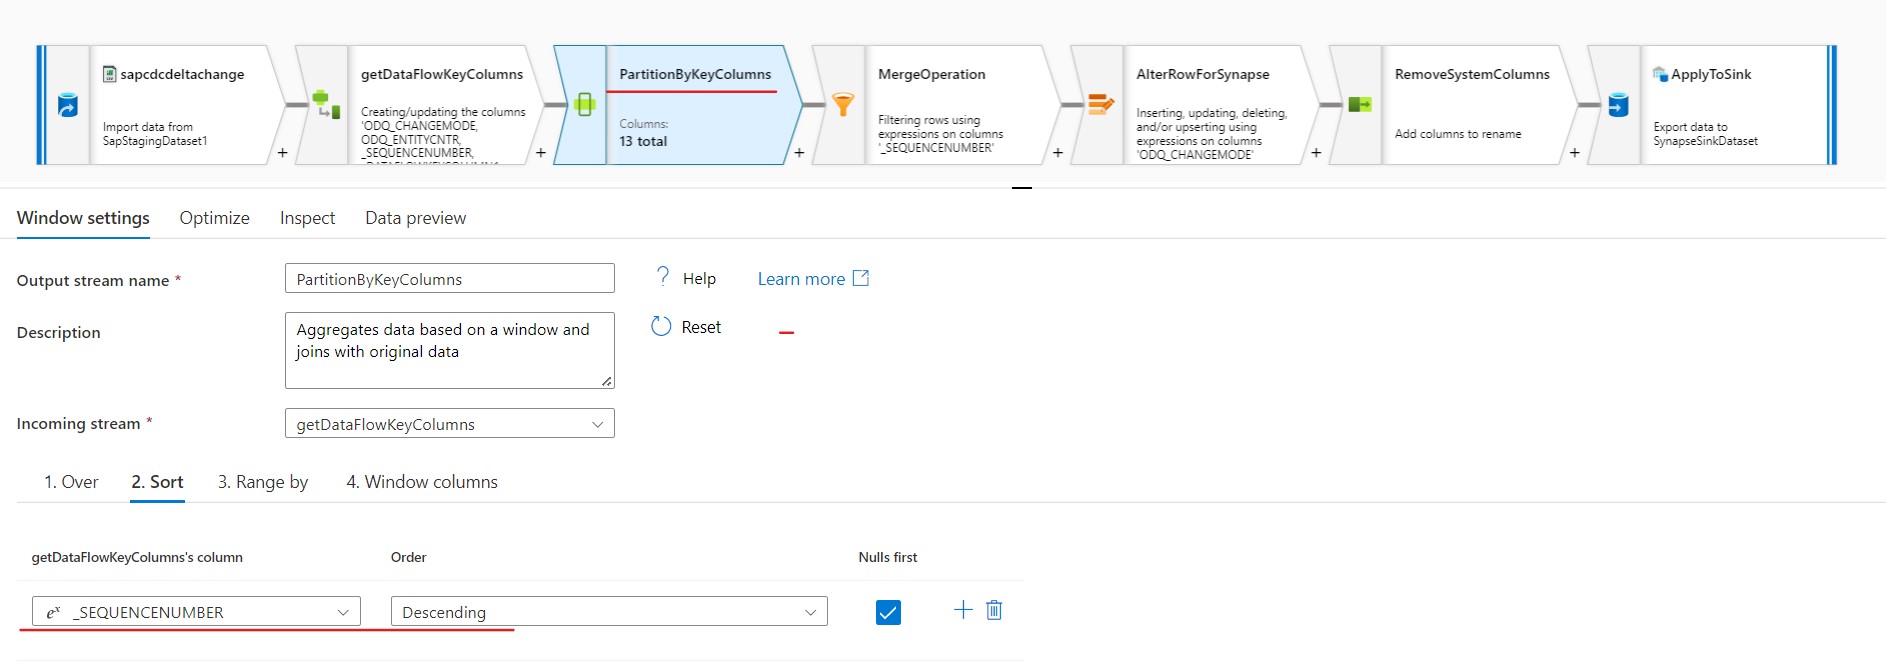 sapcdcdeltachange
Import data from
SapStagingDataset1
+
getDataFlowKeyColumns
Creating/updating the columns
'ODQ_CHANGEMODE,
ODQ_ENTITYCNTR,
_SEQUENCENUMBER,
+
PartitionByKeyColumns
Columns:
13 total
+
MergeOperation
Filtering rows using
expressions on columns
'_SEQUENCENUMBER'
+
AlterRowForSynapse
Inserting, updating, deleting,
and/or upserting using
expressions on columns
'ODQ_CHANGEMODE'
+
RemoveSystemColumns
Add columns to rename
+
ApplyToSink
Export data to
SynapseSinkDataset
Window settings Optimize Inspect Data preview
Output stream name * PartitionByKeyColumns ? Help Learn more
Description Aggregates data based on a window and
joins with original data
Reset
Incoming stream * getDataFlowKeyColumns
1. Over 2. Sort 3. Range by 4. Window columns
getDataFlowKeyColumns's column Order Nulls first
eˣ _SEQUENCENUMBER Descending